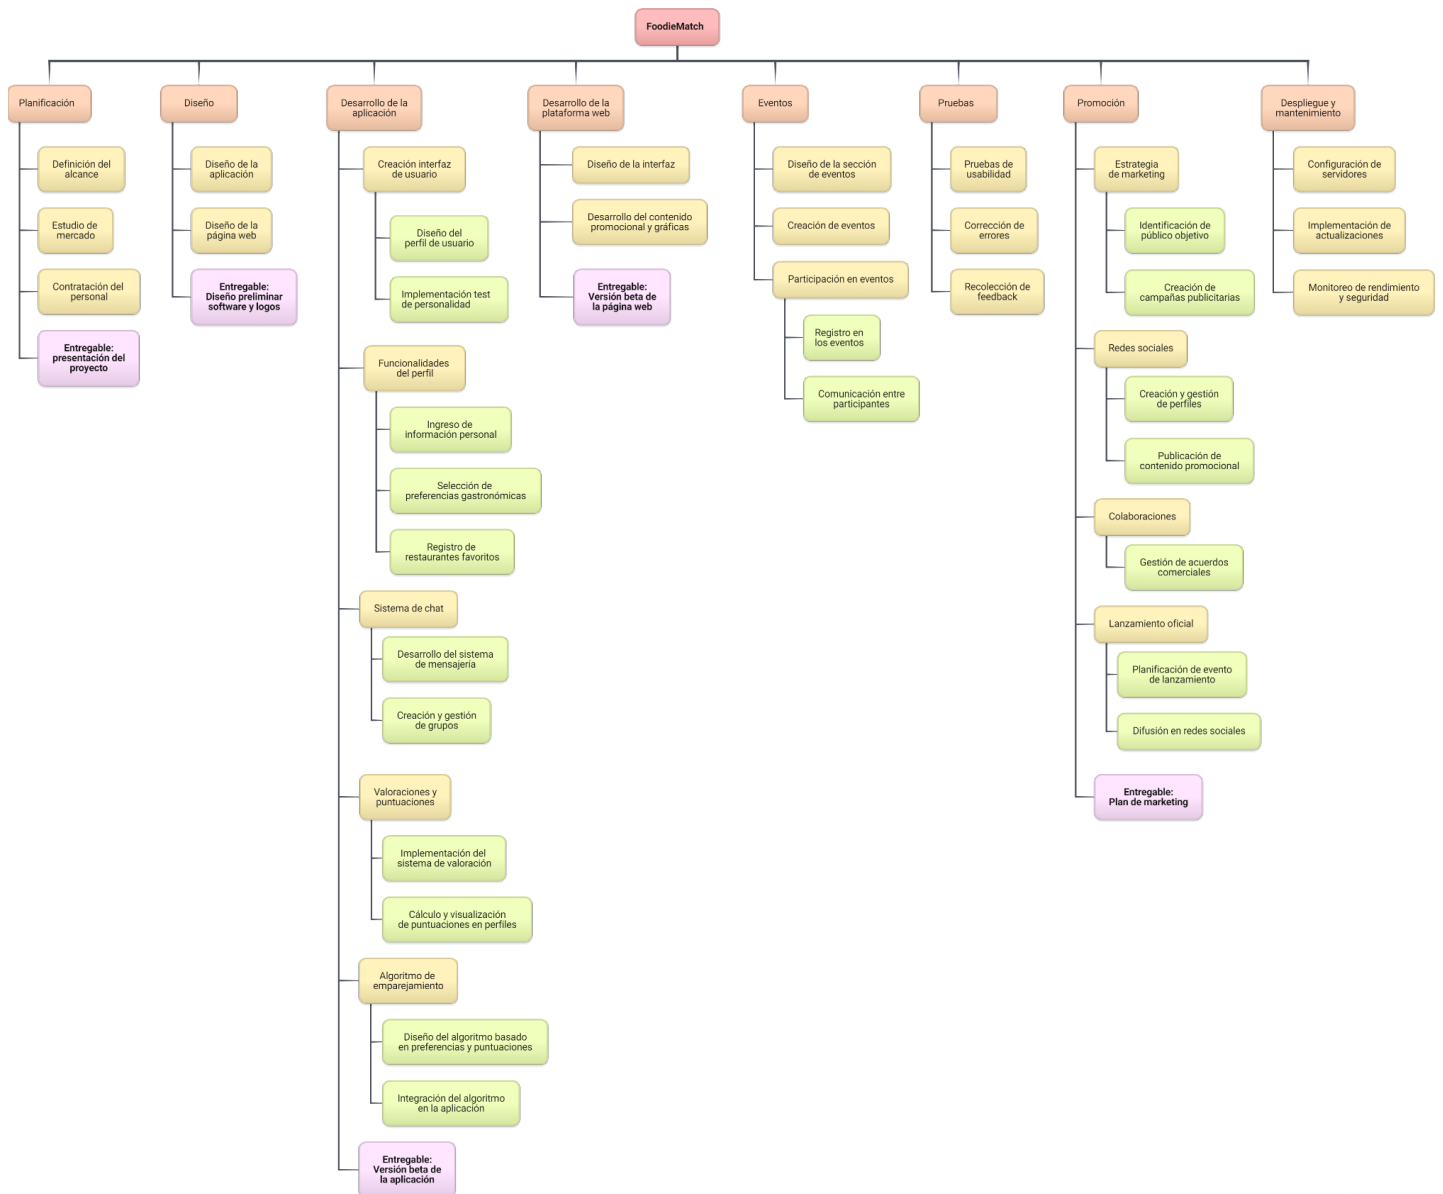 FoodieMatch
Planificación
Definición del
alcance
Estudio de
mercado
Contratación del
personal
Entregable:
presentación del
proyecto
Diseño
Diseño de la
aplicación
Diseño de la
página web
Entregable:
Diseño preliminar
software y logos
Desarrollo de la
aplicación
Creación interfaz
de usuario
Diseño del
perfil de usuario
Implementación test
de personalidad
Funcionalidades
del perfil
Ingreso de
información personal
Selección de
preferencias gastronómicas
Registro de
restaurantes favoritos
Sistema de chat
Desarrollo del sistema
de mensajería
Creación y gestión
de grupos
Valoraciones y
puntuaciones
Implementación del
sistema de valoración
Cálculo y visualización
de puntuaciones en perfiles
Algoritmo de
emparejamiento
Diseño del algoritmo basado
en preferencias y puntuaciones
Integración del algoritmo
en la aplicación
Entregable:
Versión beta de
la aplicación
Desarrollo de la
plataforma web
Diseño de la interfaz
Desarrollo del contenido
promocional y gráficas
Entregable:
Versión beta de
la página web
Eventos
Diseño de la sección
de eventos
Creación de eventos
Participación en eventos
Registro en
los eventos
Comunicación entre
participantes
Pruebas
Pruebas de
usabilidad
Corrección de
errores
Recolección de
feedback
Promoción
Estrategia
de marketing
Identificación de
público objetivo
Creación de
campañas publicitarias
Redes sociales
Creación y gestión
de perfiles
Publicación de
contenido promocional
Colaboraciones
Gestión de acuerdos
comerciales
Lanzamiento oficial
Planificación de evento
de lanzamiento
Difusión en redes sociales
Entregable:
Plan de marketing
Despliegue y
mantenimiento
Configuración de
servidores
Implementación de
actualizaciones
Monitoreo de rendimiento
y seguridad